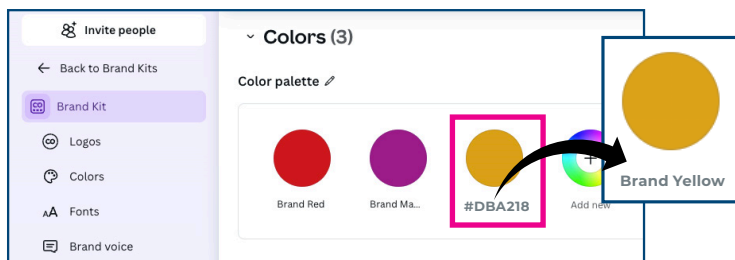 Invite people
Back to Brand Kits
Brand Kit
Logos
Colors
Fonts
Brand voice
Colors (3)
Color palette
Brand Red
Brand Ma...
#DBA218
Add new
Brand Yellow